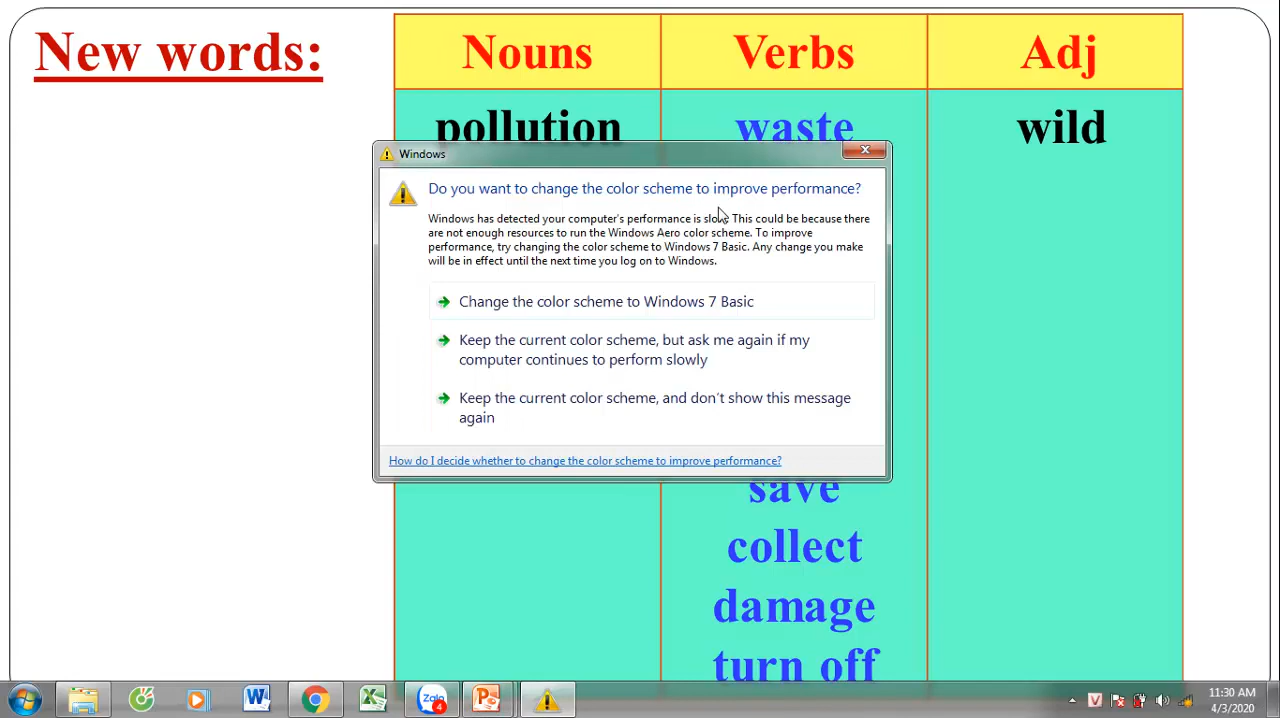 New words:
Nouns Verbs Adj
pollution waste wild
Windows
Do you want to change the color scheme to improve performance?
Windows has detected your computer's performance is slow. This could be because there
are not enough resources to run the Windows Aero color scheme. To improve
performance, try changing the color scheme to Windows 7 Basic. Any change you make
will be in effect until the next time you log on to Windows.
Change the color scheme to Windows 7 Basic
Keep the current color scheme, but ask me again if my
computer continues to perform slowly
Keep the current color scheme, and don't show this message
again
How do I decide whether to change the color scheme to improve performance?
save
collect
damage
turn off
Zalo
4
V
11:30 AM
4/3/2020